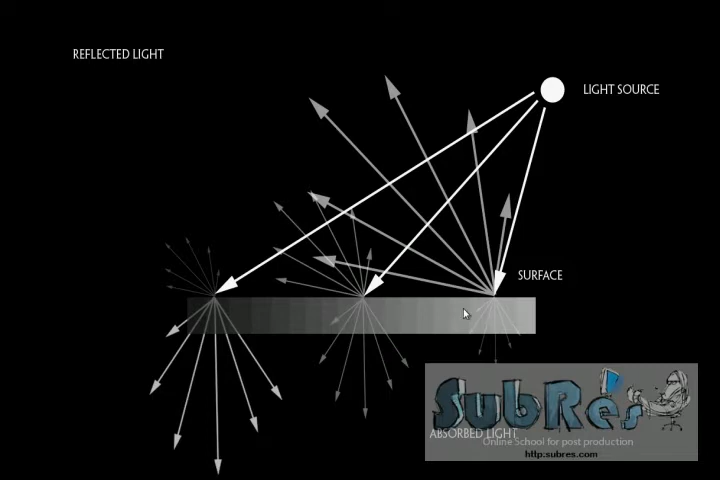 REFLECTED LIGHT
LIGHT SOURCE
SURFACE
SubRes
ABSORBED LIGHT
Online School for post production
http:subres.com